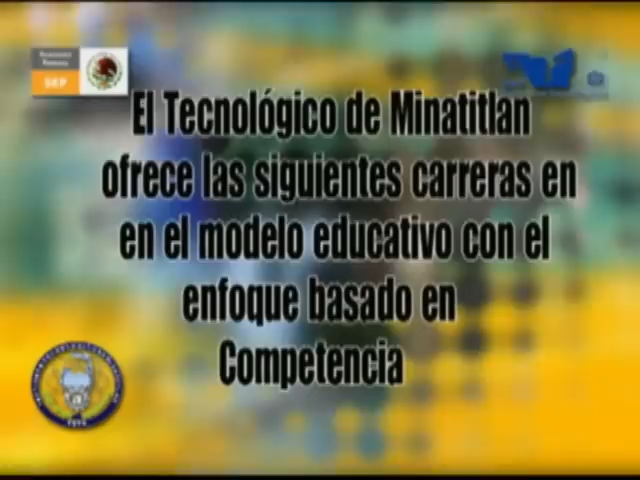 SEP
El Tecnológico de Minatitlan
ofrece las siguientes carreras en
en el modelo educativo con el
enfoque basado en
Competencia